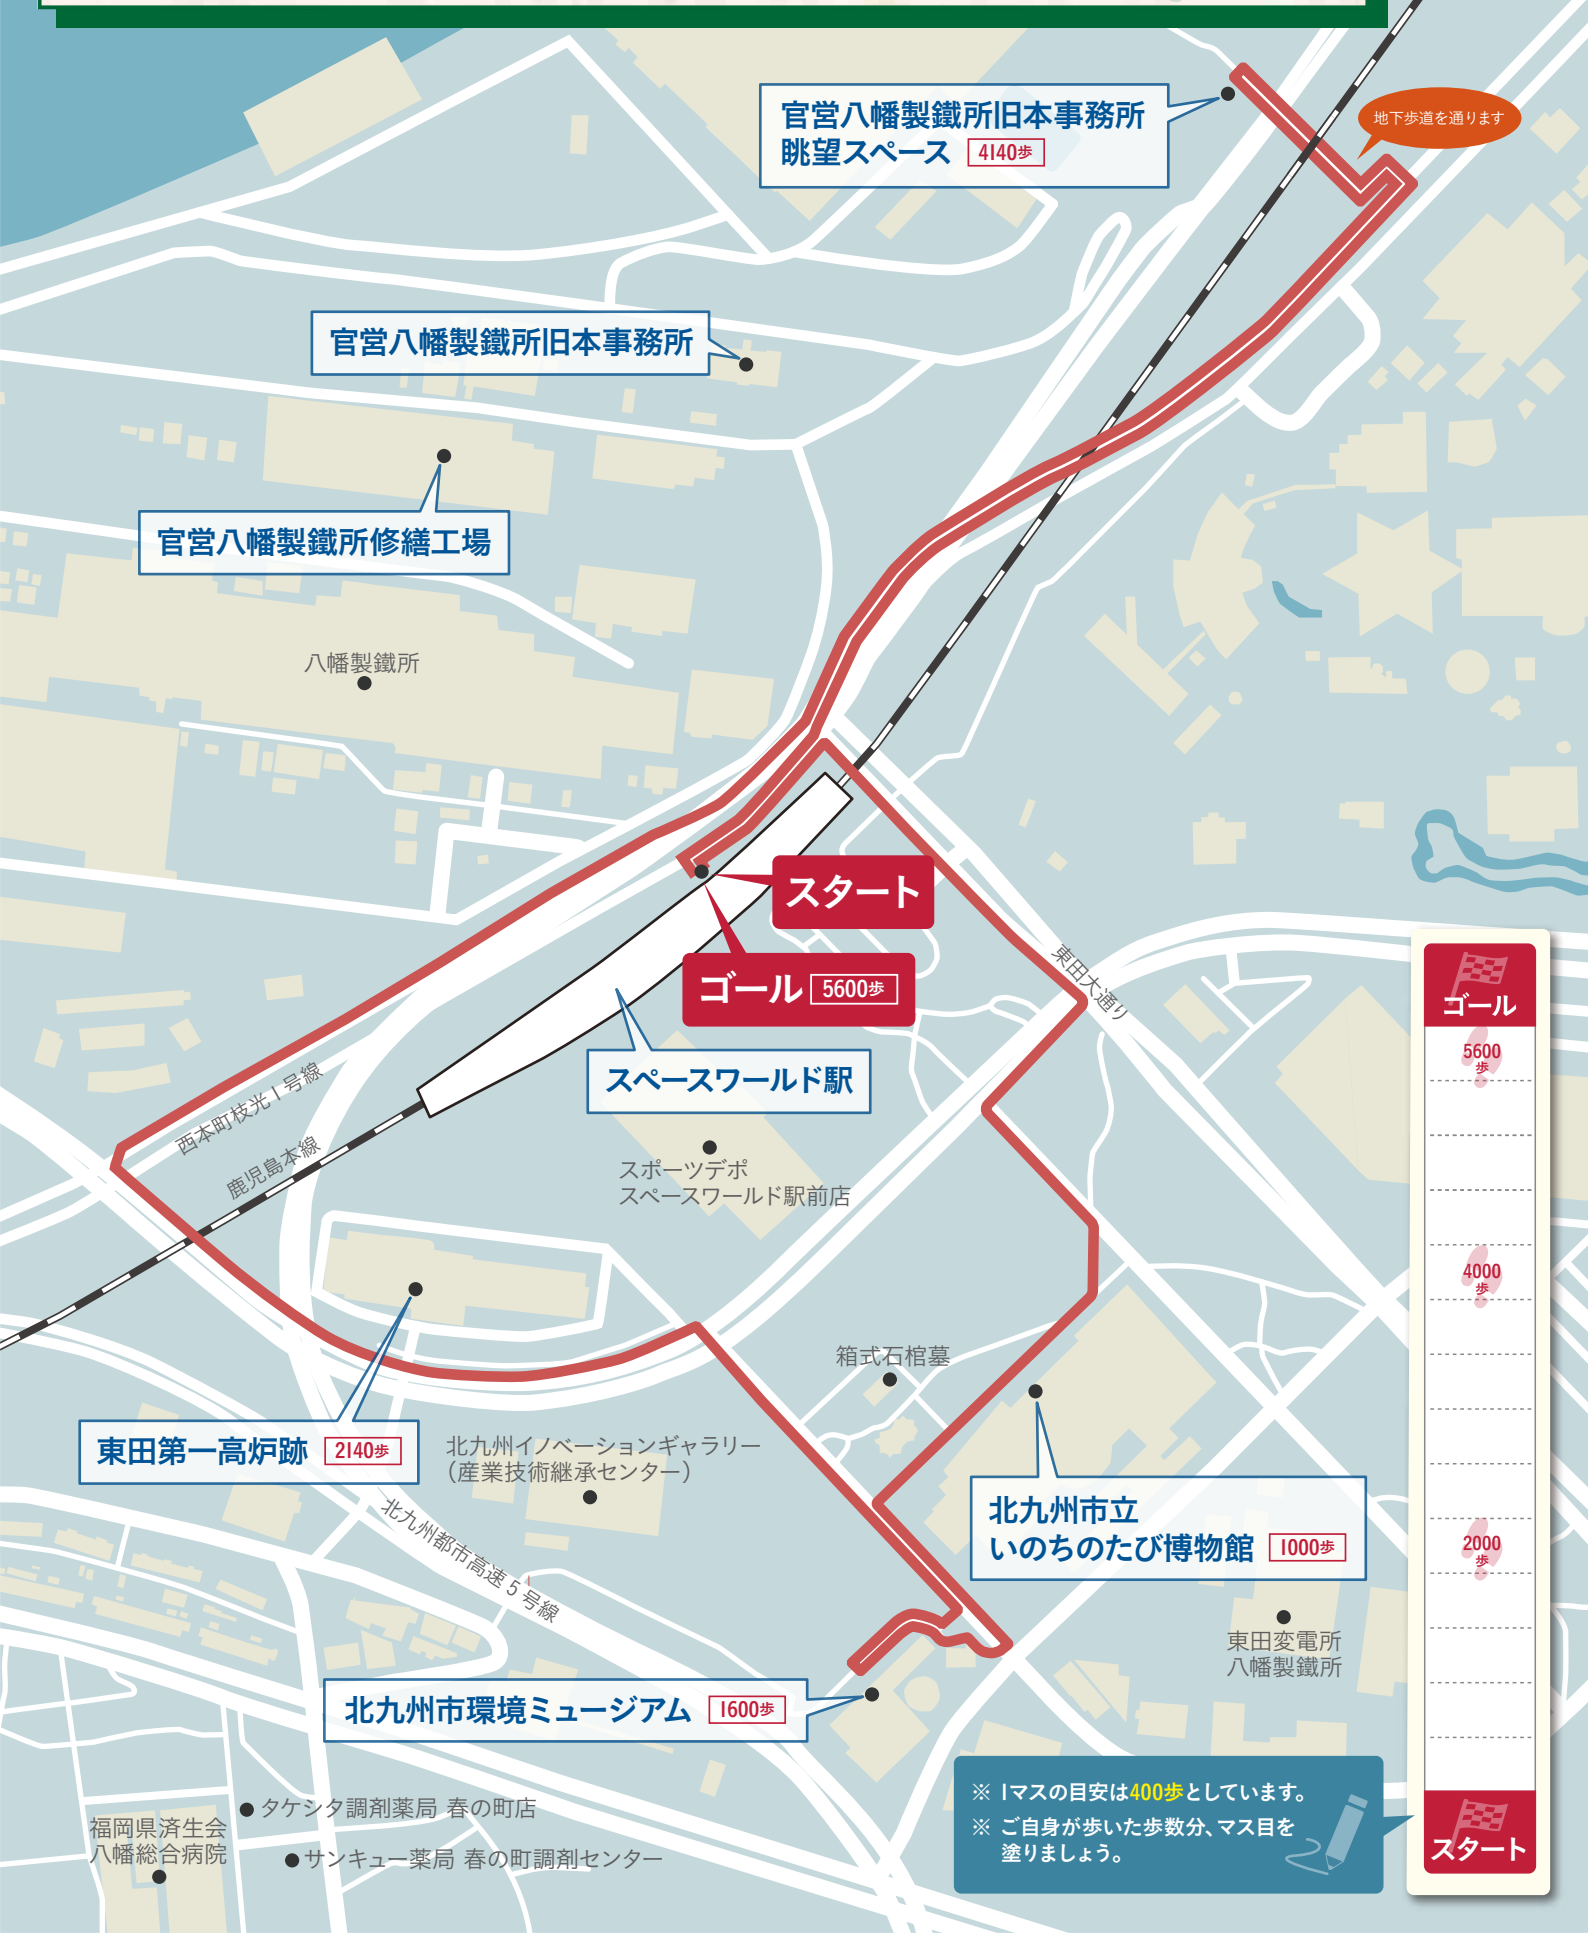 官営八幡製鐵所旧本事務所
眺望スペース 4140歩
地下歩道を通ります
官営八幡製鐵所旧本事務所
官営八幡製鐵所修繕工場
八幡製鐵所
スタート
ゴール 5600歩
スペースワールド駅
東田大通り
西本町枝光1号線
鹿児島本線
スポーツデポ
スペースワールド駅前店
箱式石棺墓
東田第一高炉跡 2140歩
北九州イノベーションギャラリー
（産業技術継承センター）
北九州都市高速5号線
北九州市立
いのちのたび博物館 1000歩
東田変電所
八幡製鐵所
北九州市環境ミュージアム 1600歩
タケシタ調剤薬局 春の町店
福岡県済生会
八幡総合病院
サンキュー薬局 春の町調剤センター
※ 1マスの目安は400歩としています。
※ ご自身が歩いた歩数分、マス目を
塗りましょう。
ゴール
5600
歩
4000
歩
2000
歩
スタート